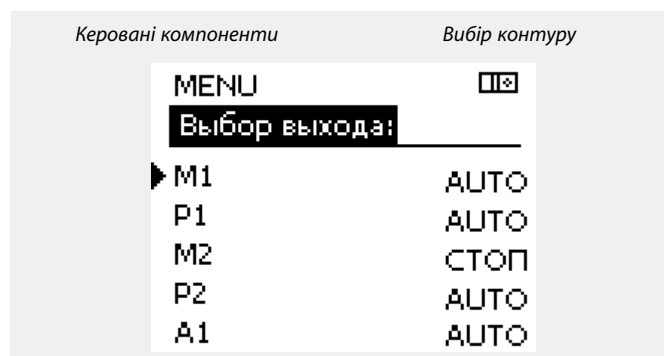 Керовані компоненти Вибір контуру
MENU
Выбор выхода:
M1 AUTO
P1 AUTO
M2 СТОП
P2 AUTO
A1 AUTO